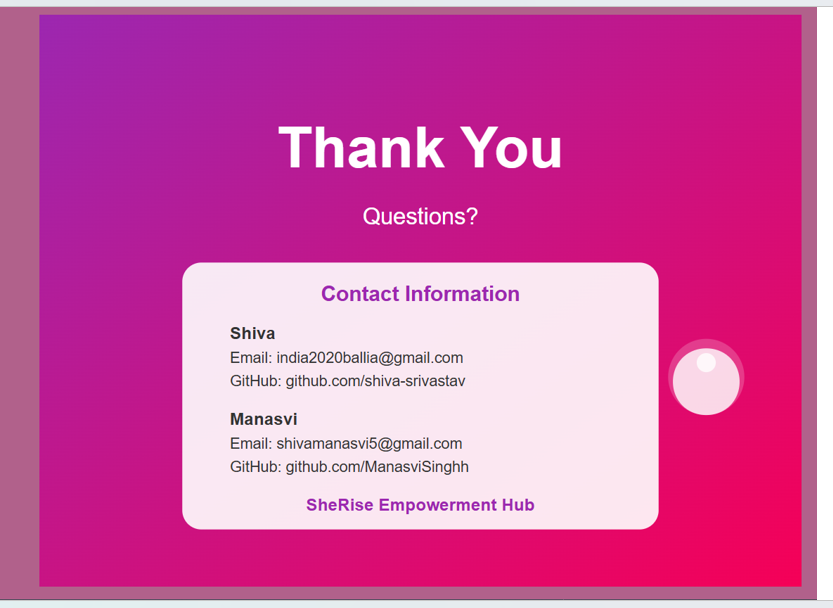 Thank You
Questions?
Contact Information
Shiva
Email: india2020ballia@gmail.com
GitHub: github.com/shiva-srivastav
Manasvi
Email: shivamanasvi5@gmail.com
GitHub: github.com/ManasviSinghh
SheRise Empowerment Hub